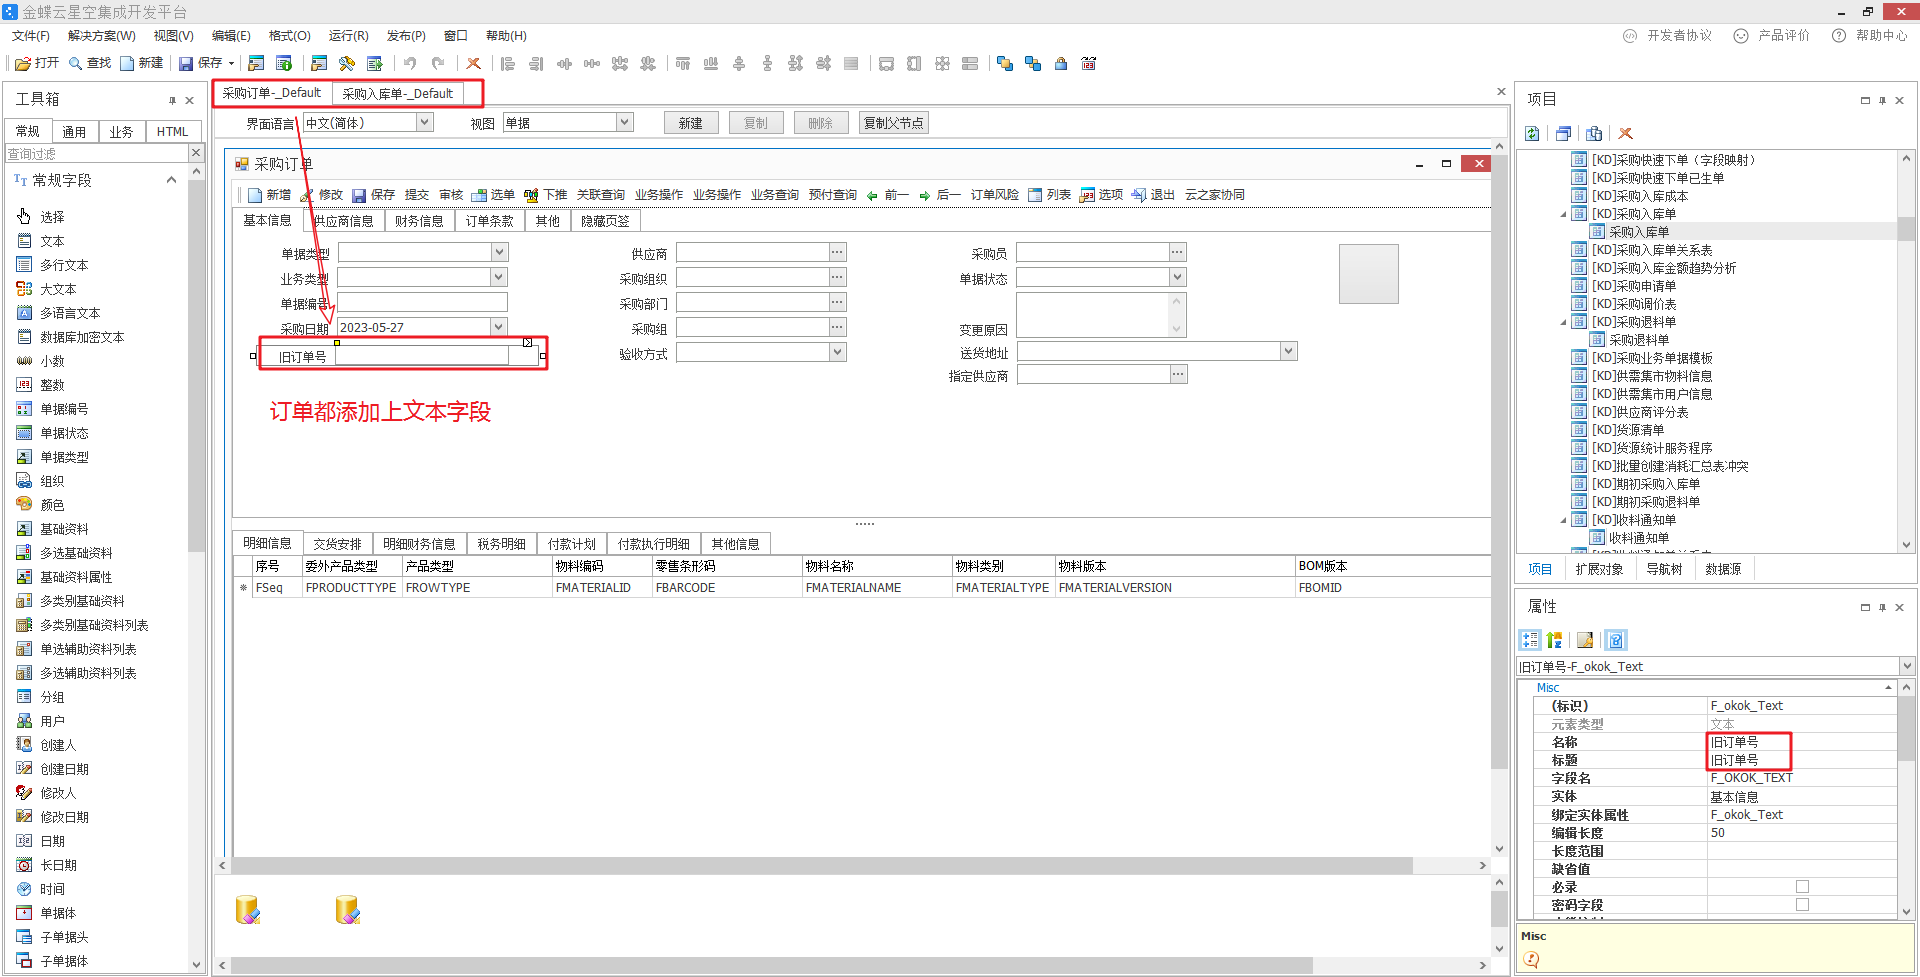 金蝶云星空集成开发平台
文件(F) 解决方案(W) 视图(V) 编辑(E) 格式(O) 运行(R) 发布(P) 窗口 帮助(H)
开发者协议 产品评价 帮助中心
打开 查找 新建 保存
工具箱
常规 通用 业务 HTML
查询过滤
常规字段
选择
文本
多行文本
大文本
多语言文本
数据库加密文本
小数
整数
单据编号
单据状态
单据类型
组织
颜色
基础资料
多选基础资料
基础资料属性
多类别基础资料
多类别基础资料列表
单选辅助资料列表
多选辅助资料列表
分组
用户
创建人
创建日期
修改人
修改日期
日期
长日期
时间
单据体
子单据头
子单据体
采购订单-_Default 采购入库单-_Default
界面语言 中文(简体) 视图 单据 新建 复制 删除 复制父节点
采购订单
新增 修改 保存 提交 审核 选单 下推 关联查询 业务操作 业务操作 业务查询 预付查询 前一 后一 订单风险 列表 选项 退出 云之家协同
基本信息 供应商信息 财务信息 订单条款 其他 隐藏页签
单据类型 供应商 采购员
业务类型 采购组织 单据状态
单据编号 采购部门
采购日期 2023-05-27 采购组 变更原因
旧订单号 验收方式 送货地址
指定供应商
订单都添加上文本字段
明细信息 交货安排 明细财务信息 税务明细 付款计划 付款执行明细 其他信息
序号 委外产品类型 产品类型 物料编码 零售条形码 物料名称 物料类别 物料版本 BOM版本
FSeq FPRODUCTTYPE FROWTYPE FMATERIALID FBARCODE FMATERIALNAME FMATERIALTYPE FMATERIALVERSION FBOMID
项目
[KD]采购快速下单（字段映射）
[KD]采购快速下单已生单
[KD]采购入库成本
[KD]采购入库单
采购入库单
[KD]采购入库单关系表
[KD]采购入库金额趋势分析
[KD]采购申请单
[KD]采购调价表
[KD]采购退料单
采购退料单
[KD]采购业务单据模板
[KD]供需集市物料信息
[KD]供需集市用户信息
[KD]供应商评分表
[KD]货源清单
[KD]货源统计服务程序
[KD]批量创建消耗汇总表冲突
[KD]期初采购入库单
[KD]期初采购退料单
[KD]收料通知单
收料通知单
项目 扩展对象 导航树 数据源
属性
旧订单号-F_okok_Text
Misc
(标识) F_okok_Text
元素类型 文本
名称 旧订单号
标题 旧订单号
字段名 F_OKOK_TEXT
实体 基本信息
绑定实体属性 F_okok_Text
编辑长度 50
长度范围
缺省值
必录
密码字段
Misc